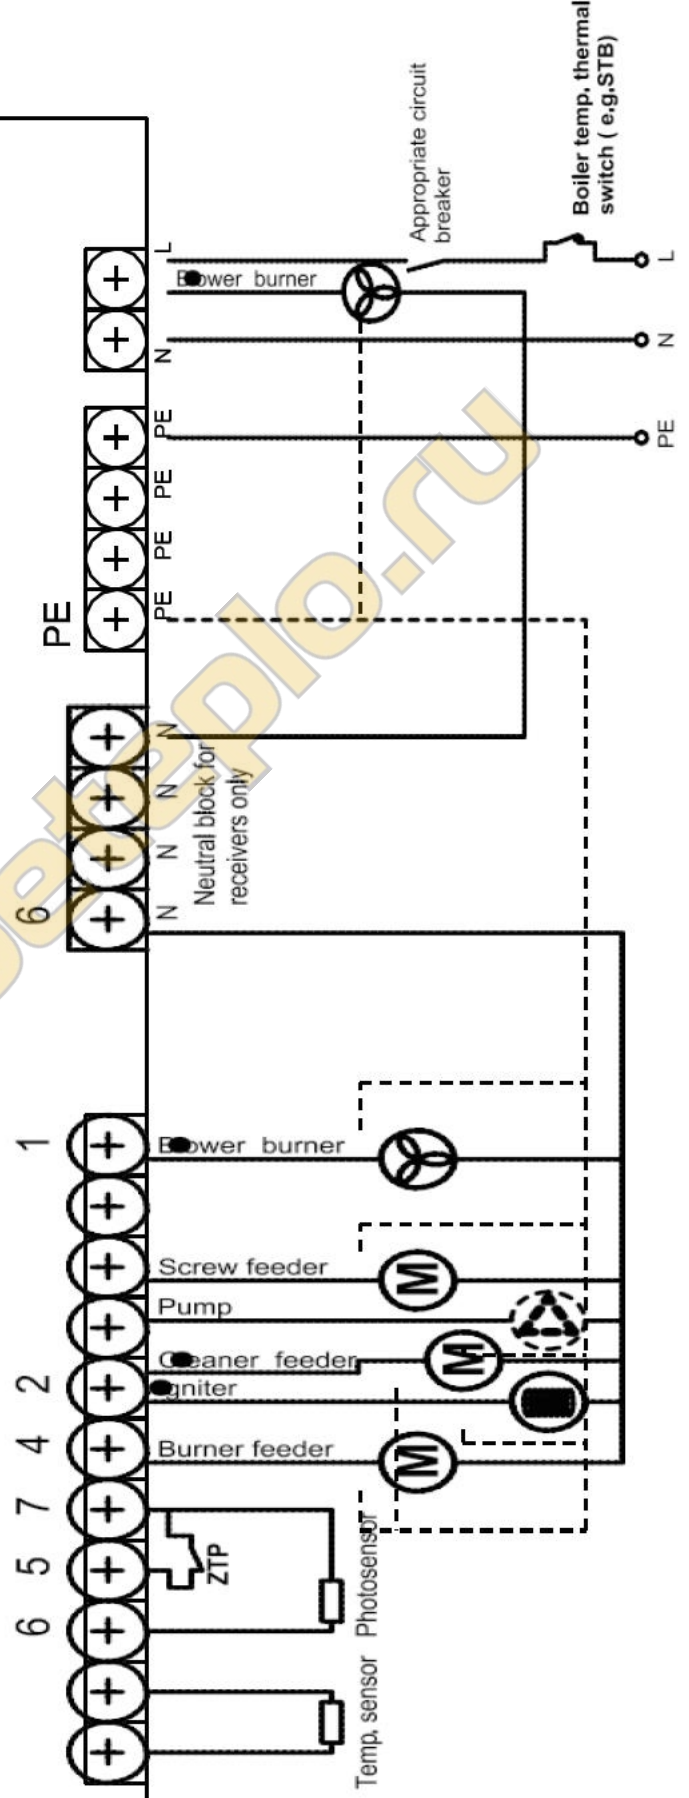 Boiler temp, thermal
switch ( e,g,STB)
Appropriate circuit
breaker
L
Blower burner
L
N
N
PE
PE
PE
PE
PE
PE
N
N
N
N
Neutral block for
receivers only
6
1
Blower burner
Screw feeder
M
Pump
2
Cleaner feeder
M
Igniter
4
Burner feeder
M
7
ZTP
5
6
Photosensor
Temp, sensor
eteplo.ru